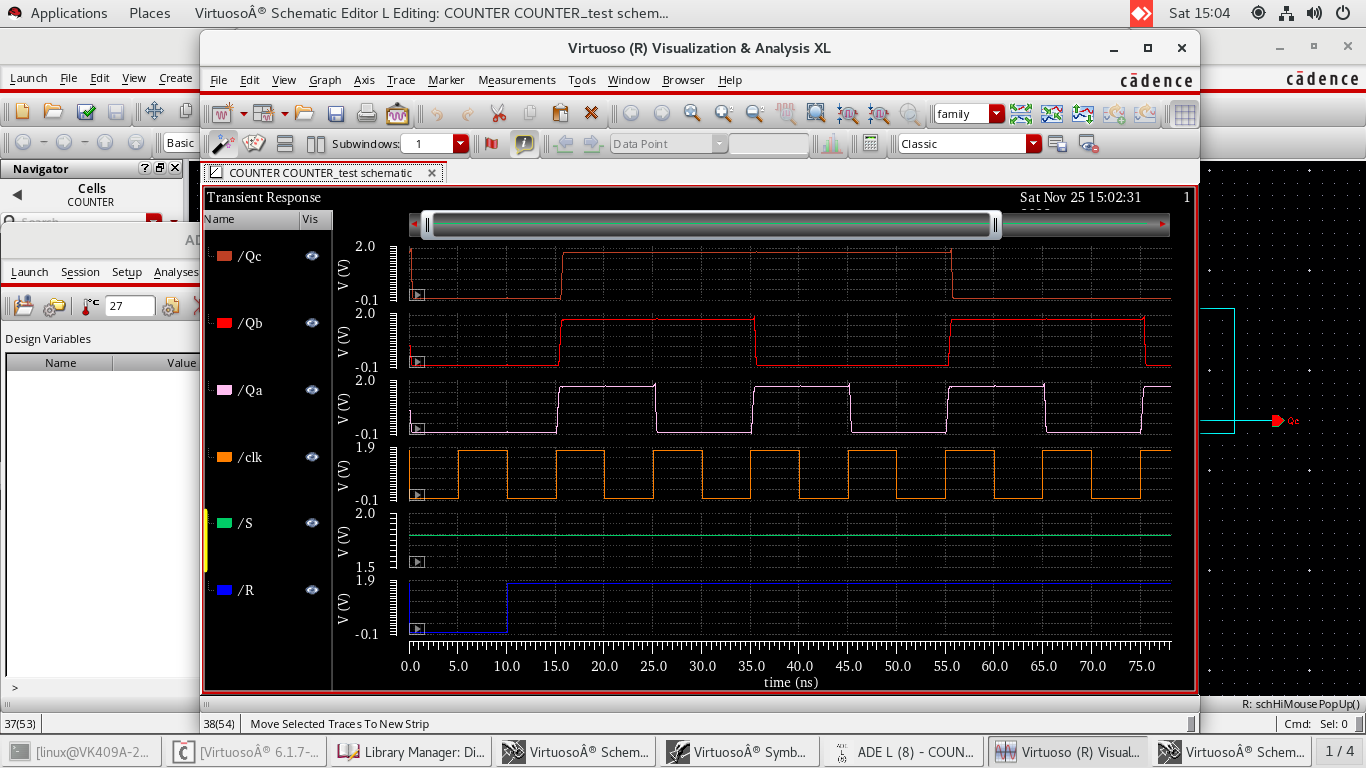 Applications Places VirtuosoÂ® Schematic Editor L Editing: COUNTER COUNTER_test schem... Sat 15:04
Virtuoso (R) Visualization & Analysis XL
Launch File Edit View Create
File Edit View Graph Axis Trace Marker Measurements Tools Window Browser Help cādence
cādence
family
Basic
Subwindows: 1 Data Point Classic
Navigator
Cells
COUNTER
Search
COUNTER COUNTER_test schematic
Transient Response Sat Nov 25 15:02:31 1
Name Vis
AD
Launch Session Setup Analyses
°C 27
Design Variables
Name Value
/Qc
2.0
V (V)
-0.1
/Qb
2.0
V (V)
-0.1
/Qa
2.0
V (V)
-0.1
/clk
1.9
V (V)
-0.1
/S
2.0
V (V)
1.5
/R
1.9
V (V)
-0.1
0.0 5.0 10.0 15.0 20.0 25.0 30.0 35.0 40.0 45.0 50.0 55.0 60.0 65.0 70.0 75.0
time (ns)
Qc
>
R: schHiMousePopUp()
37(53)
38(54) Move Selected Traces To New Strip
Cmd: Sel: 0
[linux@VK409A-2... [VirtuosoÂ® 6.1.7-... Library Manager: Di... VirtuosoÂ® Schem... VirtuosoÂ® Symb... ADE L (8) - COUN... Virtuoso (R) Visual... VirtuosoÂ® Schem... 1 / 4